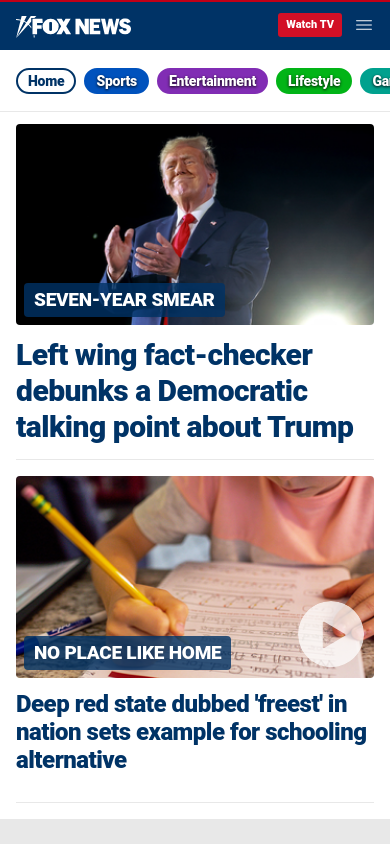 FOX NEWS
Watch TV
Home
Sports
Entertainment
Lifestyle
SEVEN-YEAR SMEAR
Left wing fact-checker
debunks a Democratic
talking point about Trump
NO PLACE LIKE HOME
Deep red state dubbed 'freest' in
nation sets example for schooling
alternative